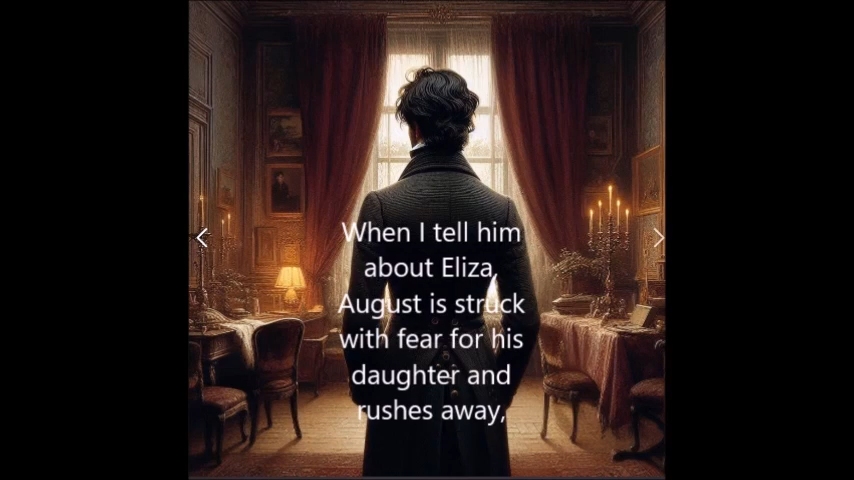 When I tell him
about Eliza,
August is struck
with fear for his
daughter and
rushes away,